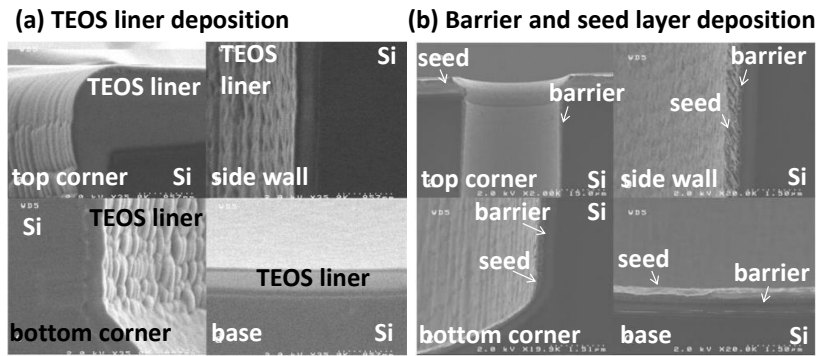 (a) TEOS liner deposition
TEOS liner
top corner
Si
TEOS
liner
Si
side wall
Si
TEOS liner
bottom corner
TEOS liner
base
Si
(b) Barrier and seed layer deposition
seed
barrier
top corner
Si
WD5
barrier
seed
side wall
Si
barrier
Si
seed
bottom corner
WD5
seed
barrier
base
Si